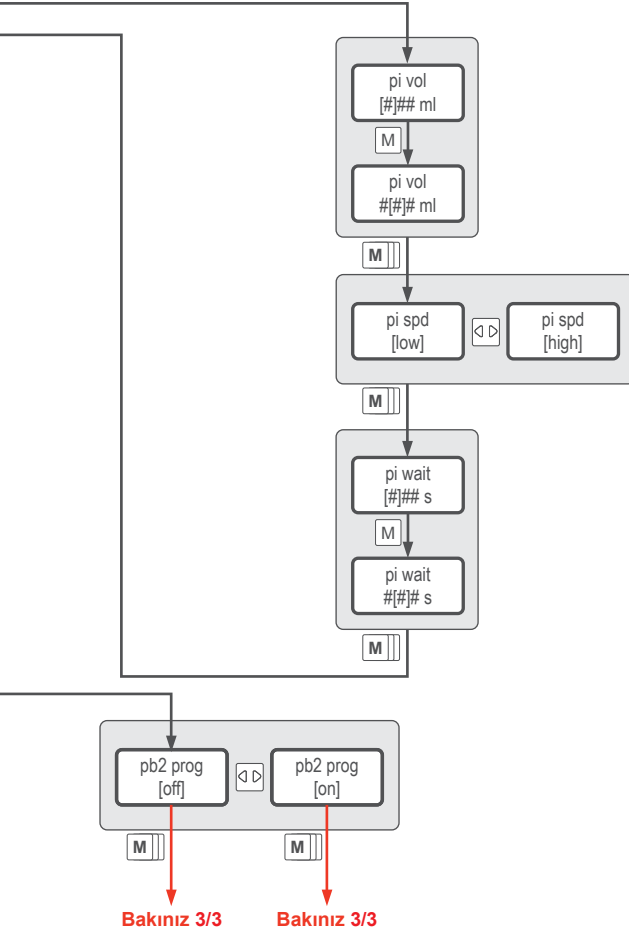 pi vol
[#]## ml
M
pi vol
#[#]# ml
M
pi spd
[low]
pi spd
[high]
M
pi wait
[#]## s
M
pi wait
#[#]# s
M
pb2 prog
[off]
pb2 prog
[on]
M
M
Bakınız 3/3
Bakınız 3/3